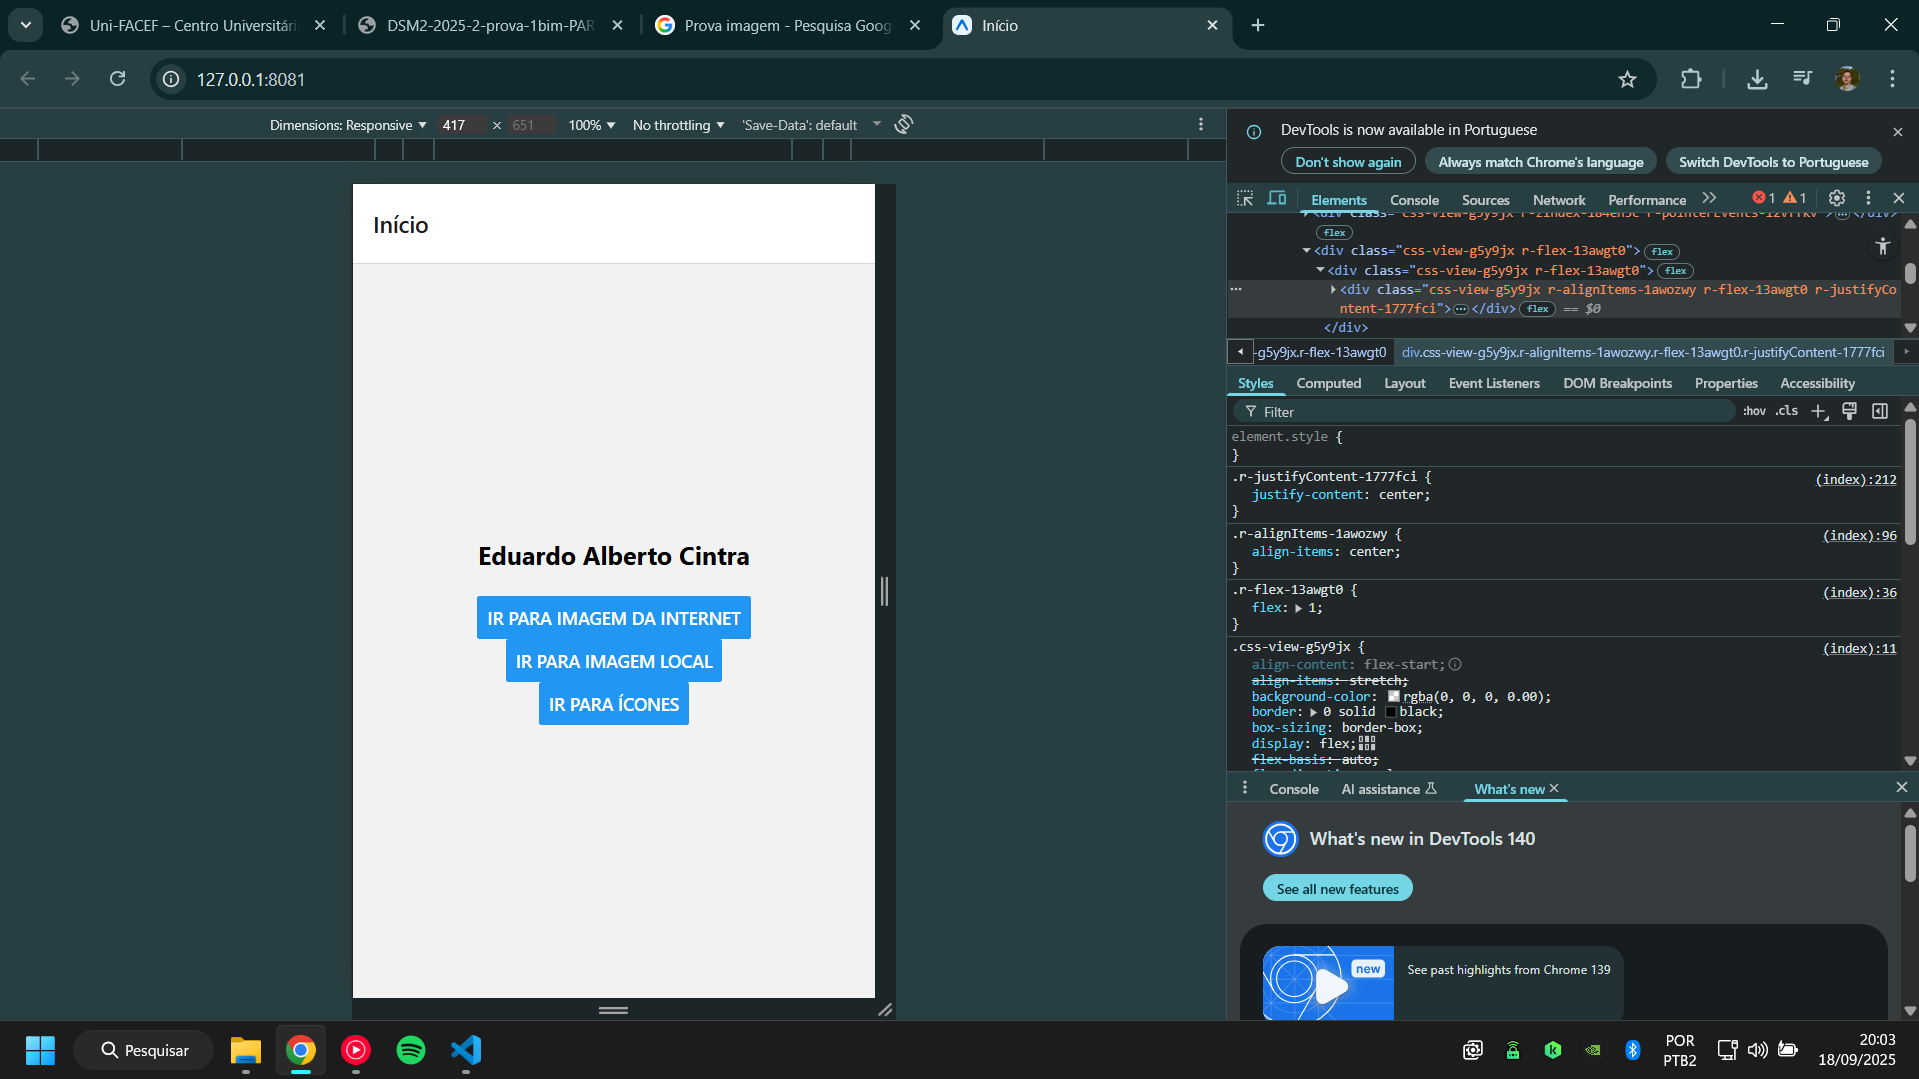 Uni-FACEF – Centro Universitári
DSM2-2025-2-prova-1bim-PAR
Prova imagem - Pesquisa Goog
Início
127.0.0.1:8081
Dimensions: Responsive
417 × 651
100%
No throttling
'Save-Data': default
Início
Eduardo Alberto Cintra
IR PARA IMAGEM DA INTERNET
IR PARA IMAGEM LOCAL
IR PARA ÍCONES
DevTools is now available in Portuguese
Don't show again
Always match Chrome's language
Switch DevTools to Portuguese
Elements Console Sources Network Performance 1 1
flex
<div class="css-view-g5y9jx r-flex-13awgt0"> flex
<div class="css-view-g5y9jx r-flex-13awgt0"> flex
<div class="css-view-g5y9jx r-alignItems-1awozwy r-flex-13awgt0 r-justifyCo
ntent-1777fci"> </div> flex == $0
</div>
-g5y9jx.r-flex-13awgt0 div.css-view-g5y9jx.r-alignItems-1awozwy.r-flex-13awgt0.r-justifyContent-1777fci
Styles Computed Layout Event Listeners DOM Breakpoints Properties Accessibility
Filter :hov .cls
element.style {
}
.r-justifyContent-1777fci { (index):212
justify-content: center;
}
.r-alignItems-1awozwy { (index):96
align-items: center;
}
.r-flex-13awgt0 { (index):36
flex: 1;
}
.css-view-g5y9jx { (index):11
align-content: flex-start;
align-items: stretch;
background-color: rgba(0, 0, 0, 0.00);
border: 0 solid black;
box-sizing: border-box;
display: flex;
flex-basis: auto;
Console AI assistance What's new
What's new in DevTools 140
See all new features
new
See past highlights from Chrome 139
Pesquisar
POR
PTB2
20:03
18/09/2025